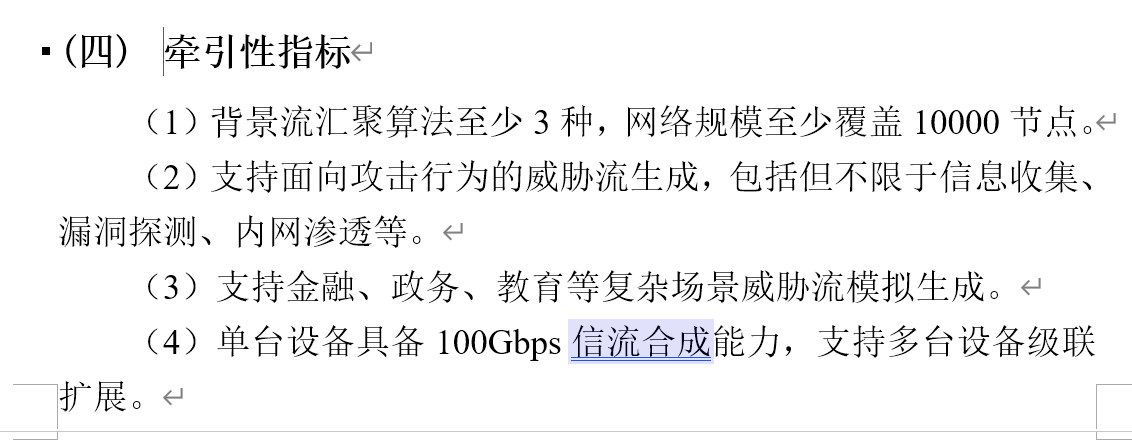 (四) 牵引性指标
（1）背景流汇聚算法至少 3 种，网络规模至少覆盖 10000 节点。
（2）支持面向攻击行为的威胁流生成，包括但不限于信息收集、
漏洞探测、内网渗透等。
（3）支持金融、政务、教育等复杂场景威胁流模拟生成。
（4）单台设备具备 100Gbps 信流合成能力，支持多台设备级联
扩展。